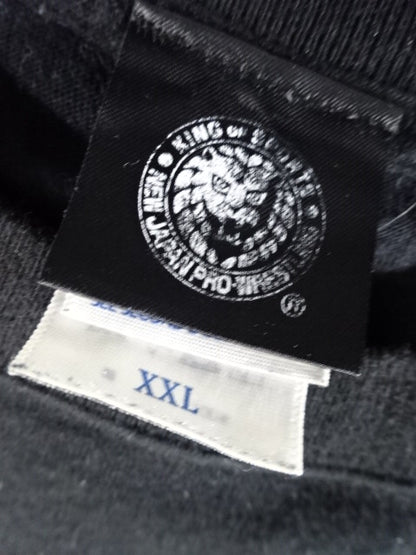 KING OF SPORTS
NEW JAPAN PRO-WRESTLING
®
XXL